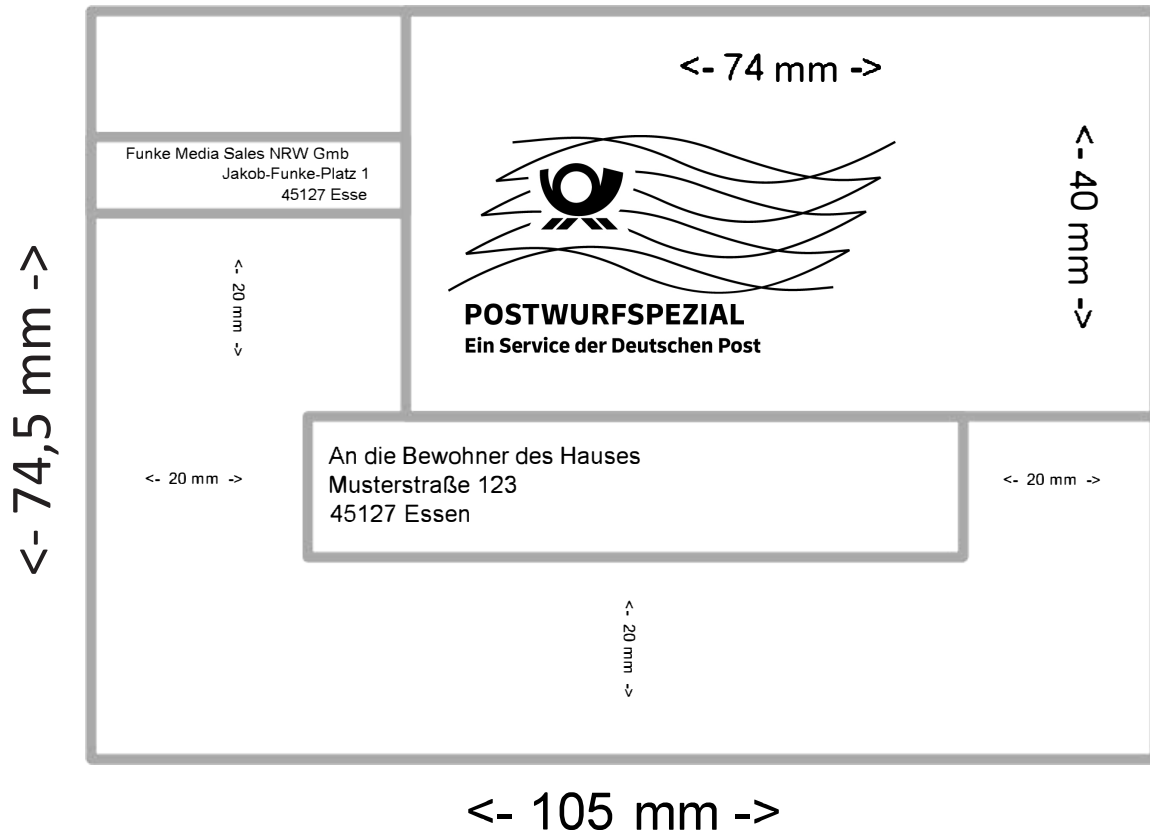 <- 74 mm ->
<- 40 mm ->
Funke Media Sales NRW Gmb
Jakob-Funke-Platz 1
45127 Esse
<- 74,5 mm ->
<- 20 mm ->
POSTWURFSPEZIAL
Ein Service der Deutschen Post
<- 20 mm ->
An die Bewohner des Hauses
Musterstraße 123
45127 Essen
<- 20 mm ->
<- 20 mm ->
<- 105 mm ->